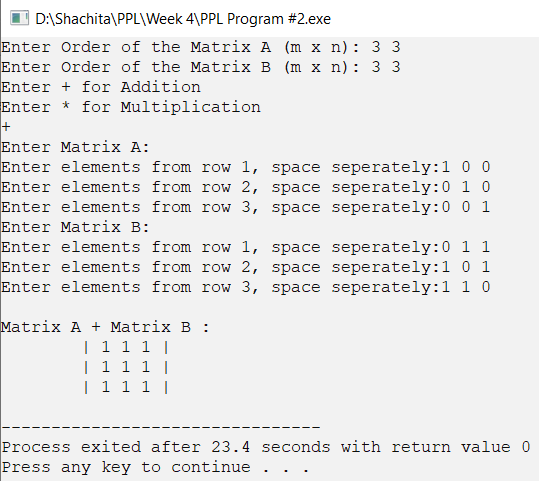 D:\Shachita\PPL\Week 4\PPL Program #2.exe
Enter Order of the Matrix A (m x n): 3 3
Enter Order of the Matrix B (m x n): 3 3
Enter + for Addition
Enter * for Multiplication
+
Enter Matrix A:
Enter elements from row 1, space seperately:1 0 0
Enter elements from row 2, space seperately:0 1 0
Enter elements from row 3, space seperately:0 0 1
Enter Matrix B:
Enter elements from row 1, space seperately:0 1 1
Enter elements from row 2, space seperately:1 0 1
Enter elements from row 3, space seperately:1 1 0
Matrix A + Matrix B :
| 1 1 1 |
| 1 1 1 |
| 1 1 1 |
--------------------------------
Process exited after 23.4 seconds with return value 0
Press any key to continue . . .